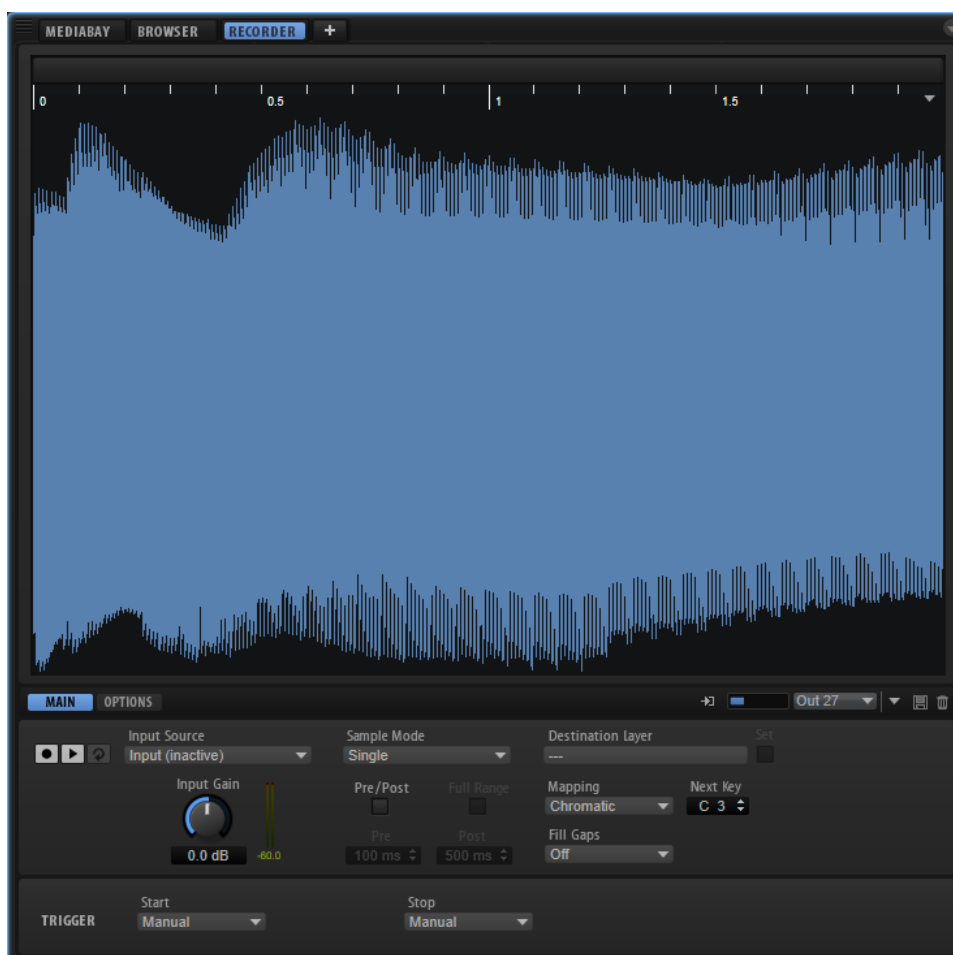 MEDIABAY BROWSER RECORDER +
0 0.5 1 1.5
MAIN OPTIONS Out 27
Input Source Sample Mode Destination Layer Set
Input (inactive) Single ---
Input Gain Pre/Post Full Range Mapping Next Key
Chromatic C 3
Pre Post Fill Gaps
0.0 dB -60.0 100 ms 500 ms Off
Start Stop
TRIGGER Manual Manual